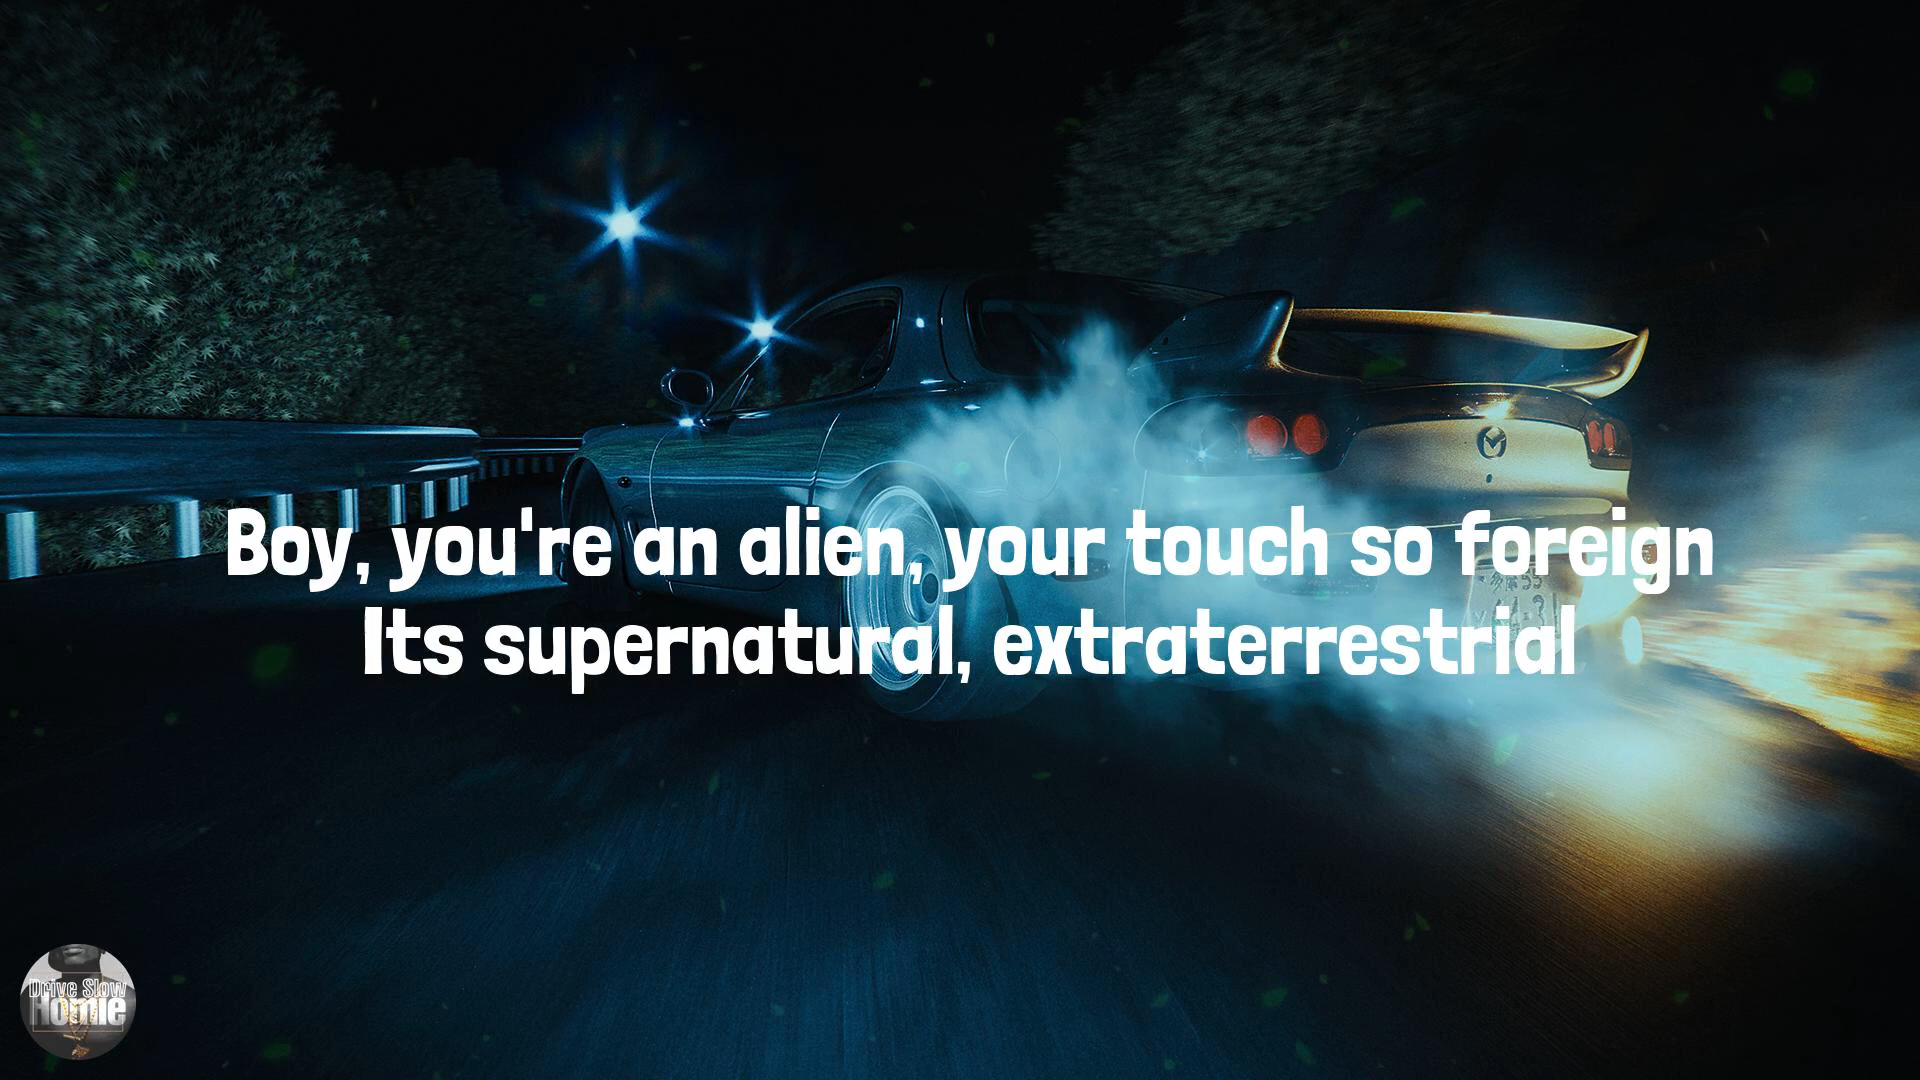 Boy, you're an alien, your touch so foreign
Its supernatural, extraterrestrial
Drive Slow
Homie